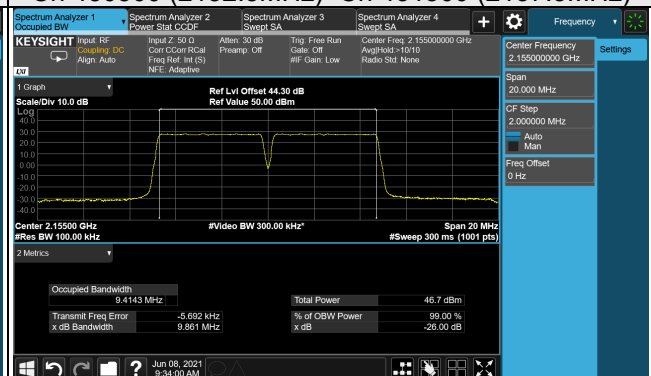 Spectrum Analyzer 1
Occupied BW
Spectrum Analyzer 2
Power Stat CCDF
Spectrum Analyzer 3
Swept SA
Spectrum Analyzer 4
Swept SA
+
Frequency
KEYSIGHT
LXI
Input: RF
Coupling: DC
Align: Auto
Input Z: 50 Ω
Corr CCorr RCal
Freq Ref: Int (S)
NFE: Adaptive
Atten: 30 dB
Preamp: Off
Trig: Free Run
Gate: Off
#IF Gain: Low
Center Freq: 2.155000000 GHz
Avg|Hold:>10/10
Radio Std: None
Center Frequency
2.155000000 GHz
Settings
Span
20.000 MHz
CF Step
2.000000 MHz
Auto
Man
Freq Offset
0 Hz
1 Graph
Scale/Div 10.0 dB
Ref Lvl Offset 44.30 dB
Ref Value 50.00 dBm
Log
40.0
30.0
20.0
10.0
0.00
-10.0
-20.0
-30.0
-40.0
Center 2.15500 GHz
#Res BW 100.00 kHz
#Video BW 300.00 kHz*
Span 20 MHz
#Sweep 300 ms (1001 pts)
2 Metrics
Occupied Bandwidth
9.4143 MHz
Total Power 46.7 dBm
Transmit Freq Error -5.692 kHz
% of OBW Power 99.00 %
x dB Bandwidth 9.861 MHz
x dB -26.00 dB
?
Jun 08, 2021
9:34:00 AM